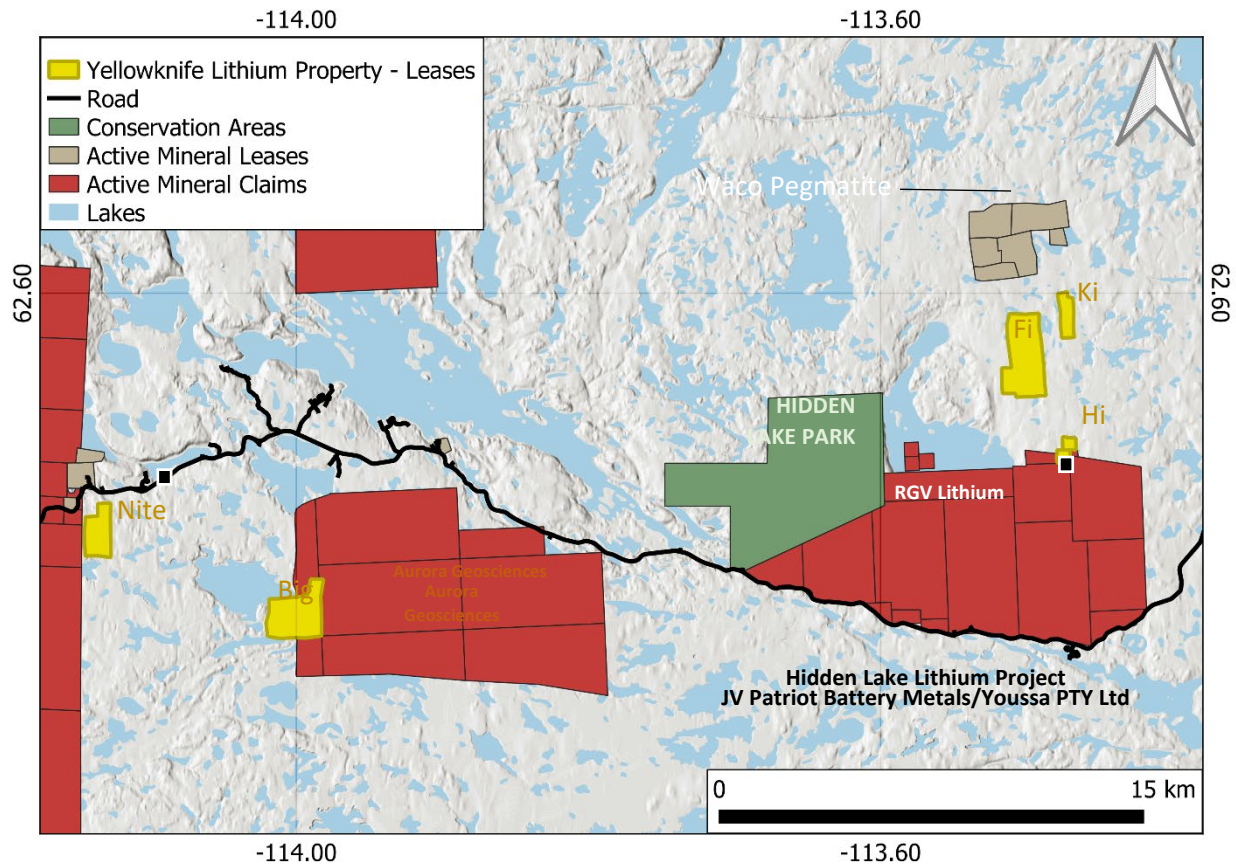 -114.00
-113.60
Yellowknife Lithium Property - Leases
Road
Conservation Areas
Active Mineral Leases
Active Mineral Claims
Lakes
Waco Pegmatite
62.60
62.60
Ki
Fi
HIDDEN
AKE PARK
Hi
RGV Lithium
Nite
Big
Aurora Geosciences
Aurora
Geosciences
Hidden Lake Lithium Project
JV Patriot Battery Metals/Youssa PTY Ltd
0
15 km
-114.00
-113.60